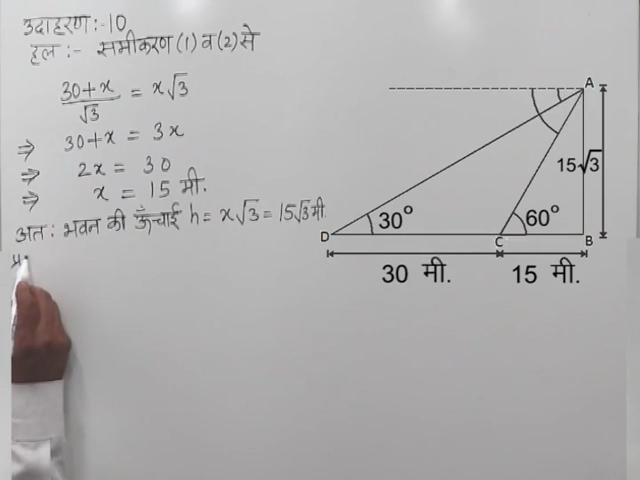 उदाहरण :- 10
हल :- समीकरण (1) व (2) से
30+x/√3 = x√3
⇒ 30+x = 3x
⇒ 2x = 30
⇒ x = 15 मी.
अत : भवन की ऊँचाई h = x√3 = 15√3 मी.
A
15√3
30°
60°
D
C
B
30 मी.
15 मी.